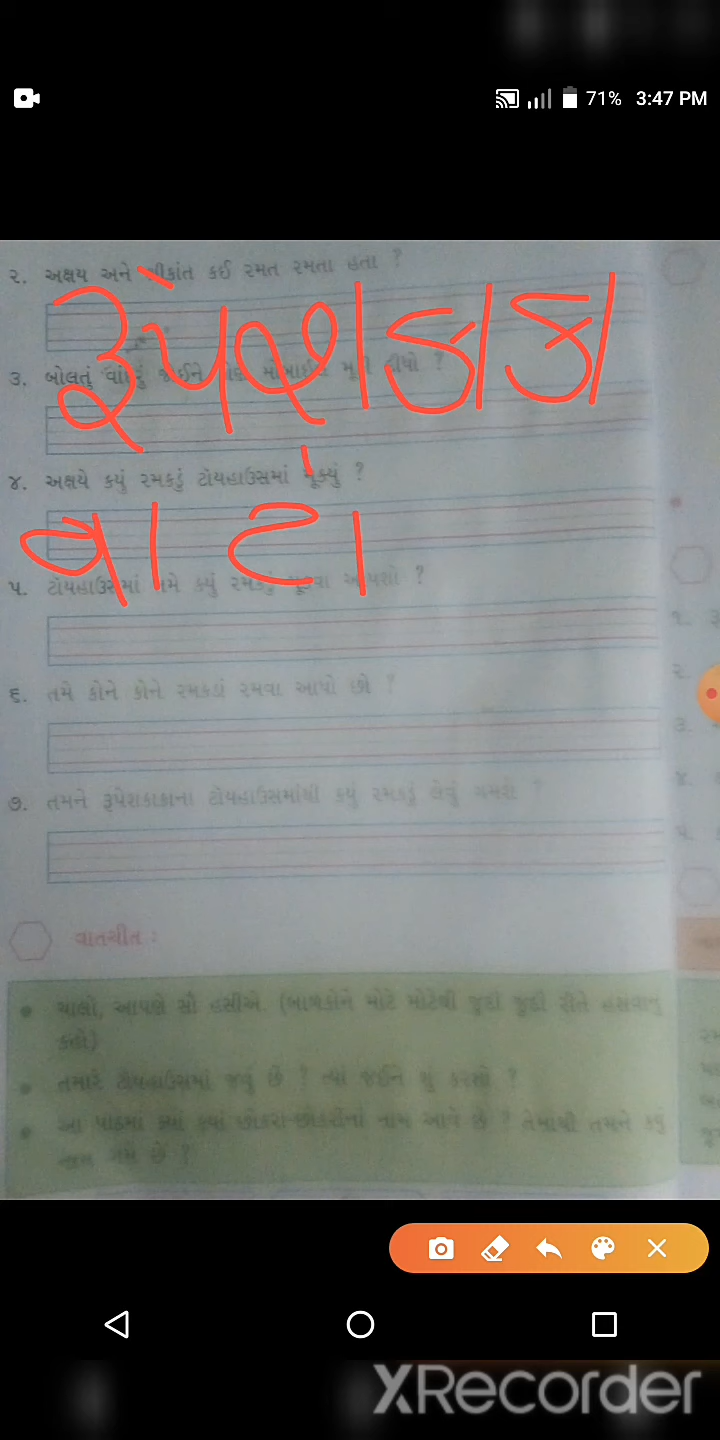 71% 3:47 PM
૨. અક્ષય અને શ્રીકાંત કઈ રમત રમતા હતા ?
રૂપેશકાકા
૩. બોલતું વાંદરું જોઈને
૪. અક્ષયે કયું રમકડું ટૉયહાઉસમાં મૂક્યું ?
૫. ટૉયહાઉસમાં તમે કયું રમકડું મૂકવા આપશો ?
૬. તમે કોને કોને રમકડાં રમવા આપો છો ?
૭. તમને રૂપેશકાકાના ટૉયહાઉસમાંથી કયું રમકડું લેવું ગમશે ?
વાતચીત :
ચાલો, આપણે સૌ હસીએ. (બાળકોને મોટે મોટેથી જુદી જુદી રીતે હસવાનું
કહો)
તમારે ટૉયહાઉસમાં જવું છે ? ત્યાં જઈને શું કરશો ?
આ પાઠમાં ક્યાં ક્યાં છોકરા-છોકરીનાં નામ આવે છે ? તેમાંથી તમને કયું
નામ ગમે છે ?
XRecorder